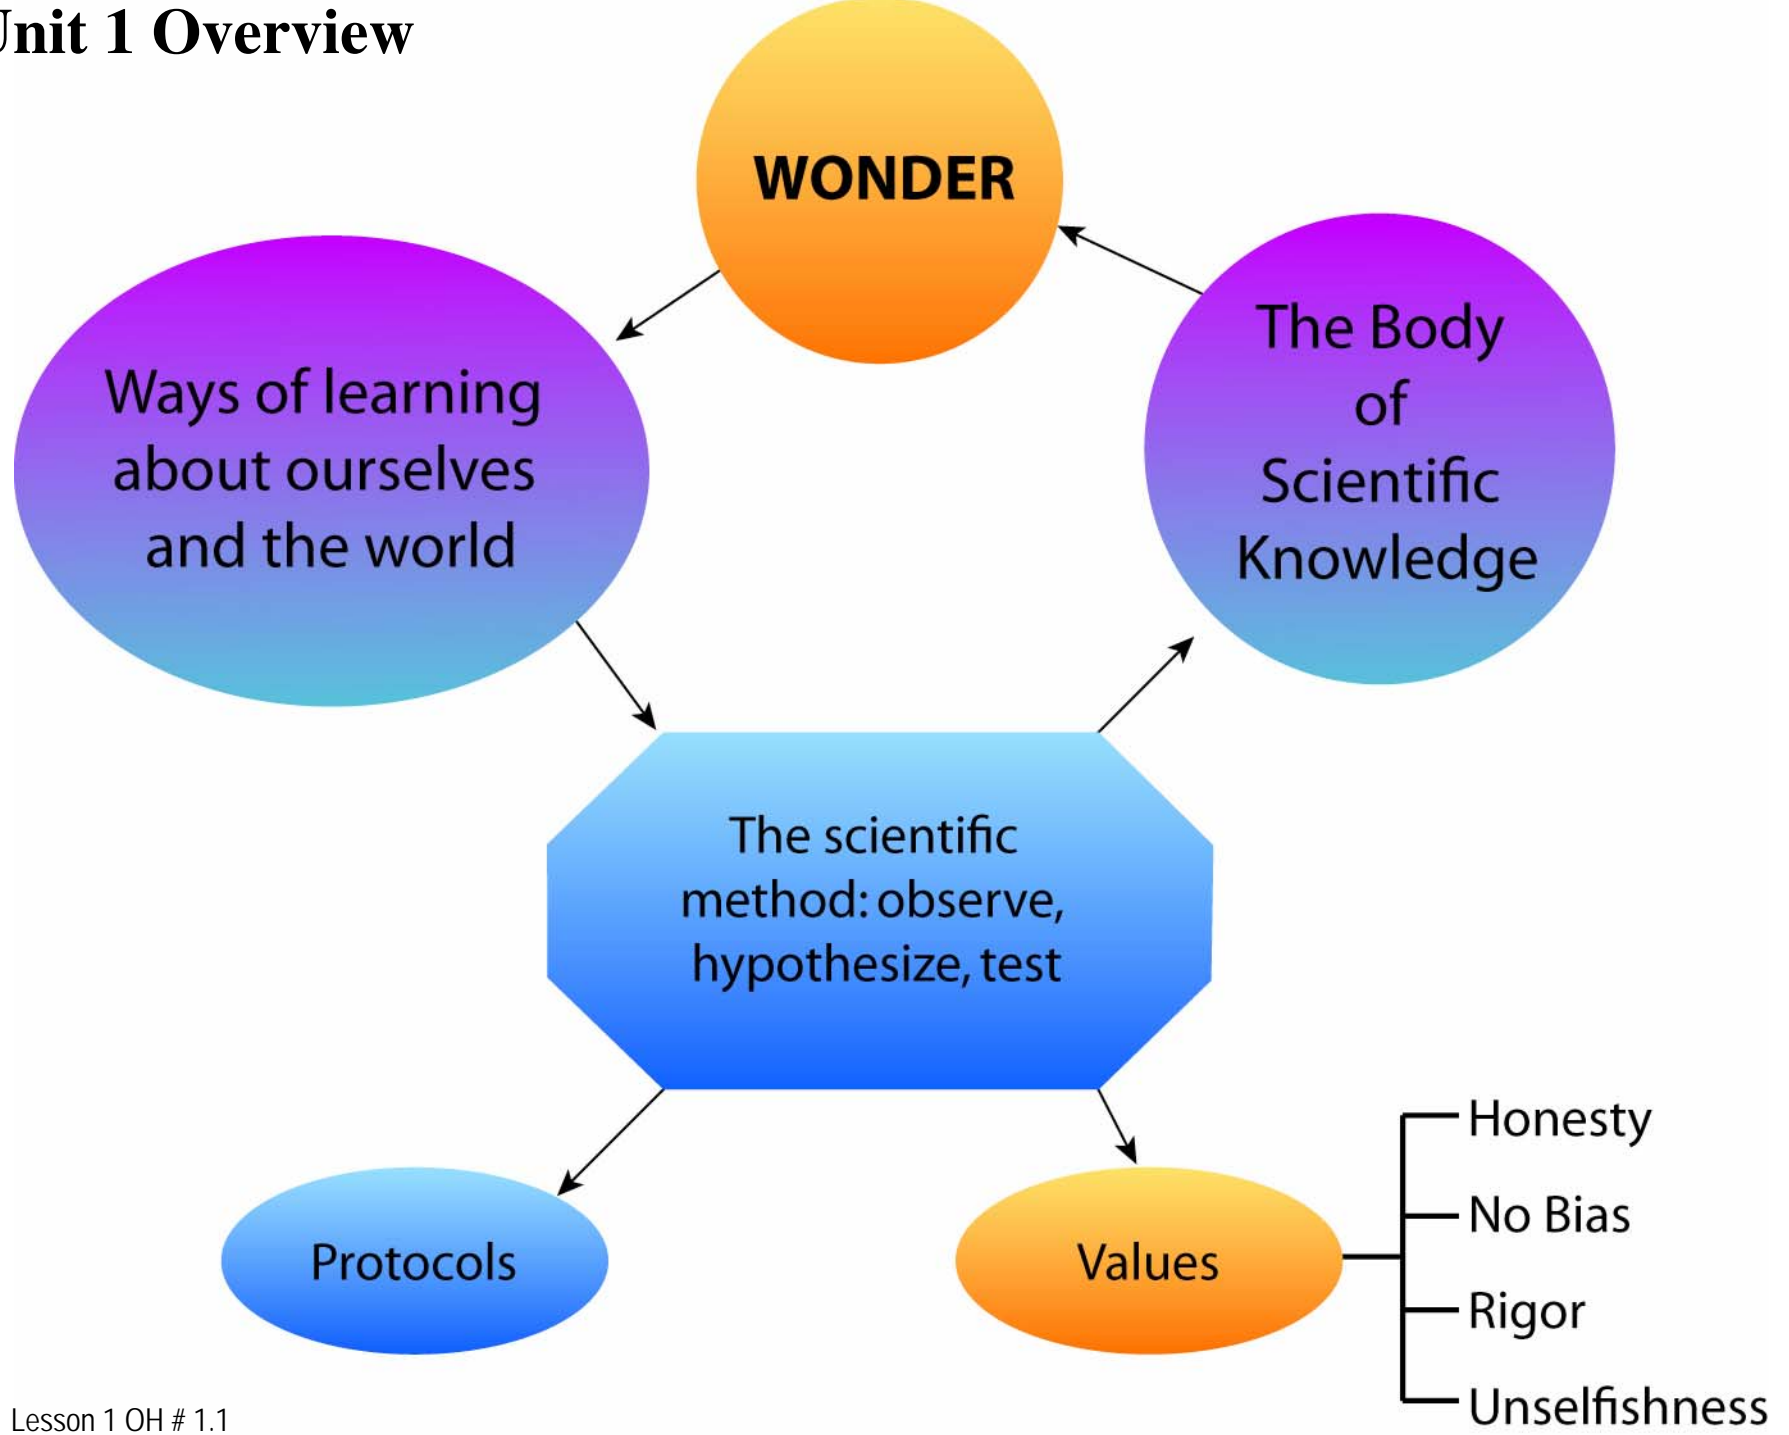 Unit 1 Overview
WONDER
Ways of learning
about ourselves
and the world
The Body
of
Scientific
Knowledge
The scientific
method: observe,
hypothesize, test
Protocols
Values
Honesty
No Bias
Rigor
Unselfishness
Lesson 1 OH # 1.1